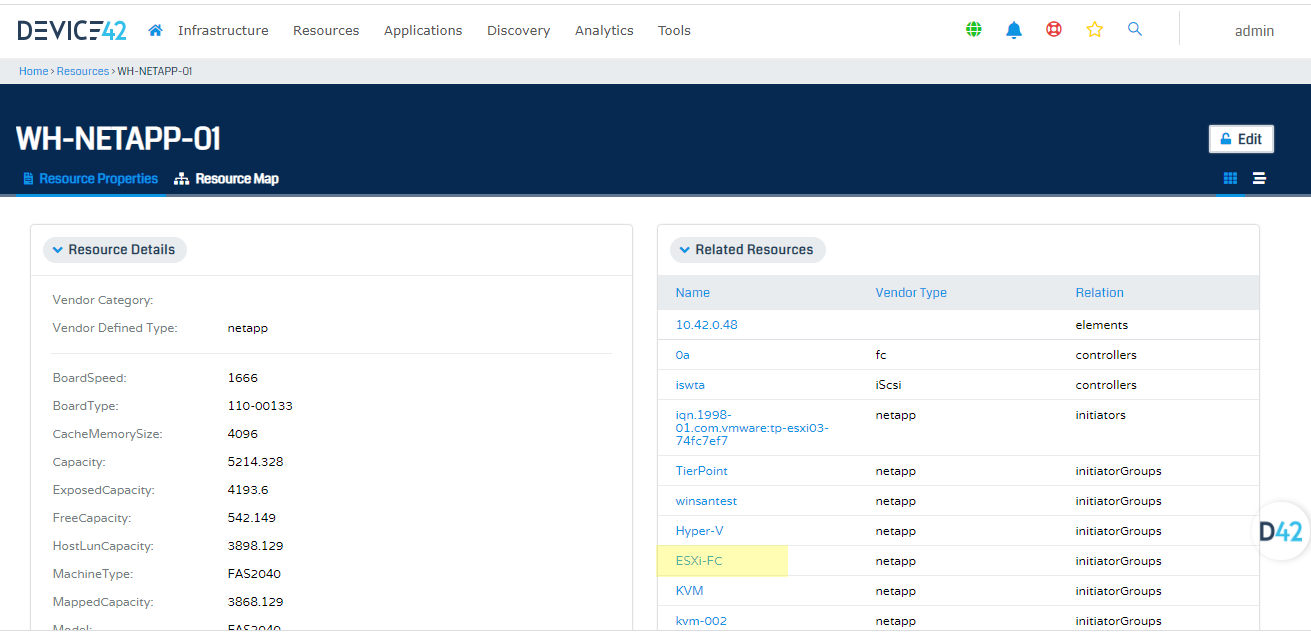 DEVICE42 Infrastructure Resources Applications Discovery Analytics Tools admin
Home › Resources › WH-NETAPP-01
WH-NETAPP-01
Edit
Resource Properties Resource Map
Resource Details
Vendor Category:
Vendor Defined Type: netapp
BoardSpeed: 1666
BoardType: 110-00133
CacheMemorySize: 4096
Capacity: 5214.328
ExposedCapacity: 4193.6
FreeCapacity: 542.149
HostLunCapacity: 3898.129
MachineType: FAS2040
MappedCapacity: 3868.129
Model: FAS2040
Related Resources
Name Vendor Type Relation
10.42.0.48 elements
0a fc controllers
iswta iScsi controllers
iqn.1998-
01.com.vmware:tp-esxi03-
74fc7ef7 netapp initiators
TierPoint netapp initiatorGroups
winsantest netapp initiatorGroups
Hyper-V netapp initiatorGroups
ESXi-FC netapp initiatorGroups
KVM netapp initiatorGroups
kvm-002 netapp initiatorGroups
D42